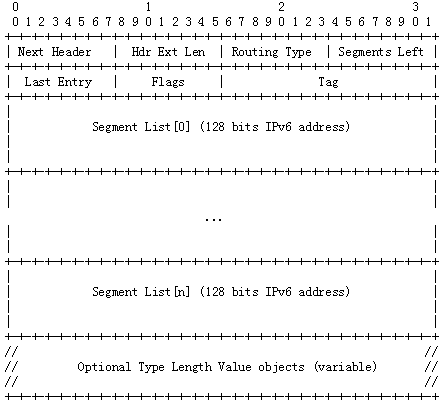 0                   1                   2                   3
0 1 2 3 4 5 6 7 8 9 0 1 2 3 4 5 6 7 8 9 0 1 2 3 4 5 6 7 8 9 0 1
+-+-+-+-+-+-+-+-+-+-+-+-+-+-+-+-+-+-+-+-+-+-+-+-+-+-+-+-+-+-+-+-+
| Next Header | Hdr Ext Len | Routing Type | Segments Left |
+-+-+-+-+-+-+-+-+-+-+-+-+-+-+-+-+-+-+-+-+-+-+-+-+-+-+-+-+-+-+-+-+
| Last Entry | Flags | Tag |
+-+-+-+-+-+-+-+-+-+-+-+-+-+-+-+-+-+-+-+-+-+-+-+-+-+-+-+-+-+-+-+-+
| |
| Segment List[0] (128 bits IPv6 address) |
| |
| |
+-+-+-+-+-+-+-+-+-+-+-+-+-+-+-+-+-+-+-+-+-+-+-+-+-+-+-+-+-+-+-+-+
| |
| |
...
| |
| |
+-+-+-+-+-+-+-+-+-+-+-+-+-+-+-+-+-+-+-+-+-+-+-+-+-+-+-+-+-+-+-+-+
| |
| Segment List[n] (128 bits IPv6 address) |
| |
| |
+-+-+-+-+-+-+-+-+-+-+-+-+-+-+-+-+-+-+-+-+-+-+-+-+-+-+-+-+-+-+-+-+
// //
// Optional Type Length Value objects (variable) //
// //
+-+-+-+-+-+-+-+-+-+-+-+-+-+-+-+-+-+-+-+-+-+-+-+-+-+-+-+-+-+-+-+-+